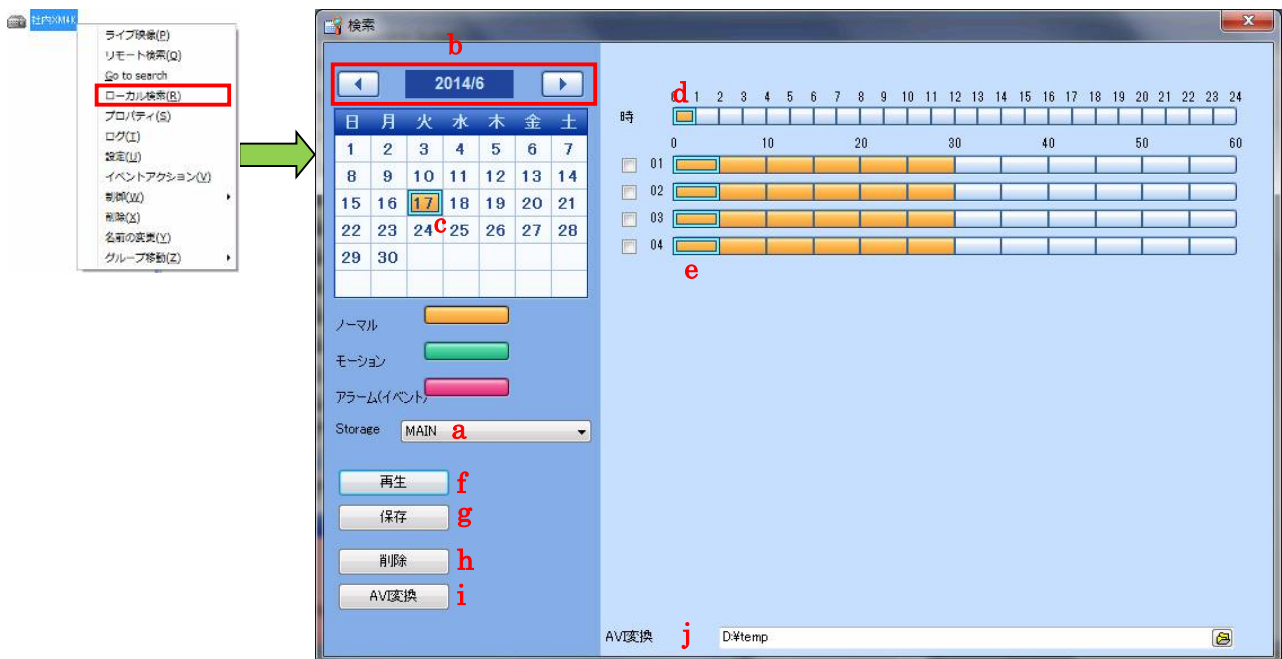 社内XM4K
ライブ映像(P)
リモート検索(Q)
Go to search
ローカル検索(R)
プロパティ(S)
ログ(T)
設定(U)
イベントアクション(V)
制御(W)
削除(X)
名前の変更(Y)
グループ移動(Z)
検索
b
2014/6
日 月 火 水 木 金 土
1 2 3 4 5 6 7
8 9 10 11 12 13 14
15 16 17 18 19 20 21
c
22 23 24 25 26 27 28
29 30
ノーマル
モーション
アラーム(イベント)
Storage MAIN a
再生 f
保存 g
削除 h
AVI変換 i
d
0 1 2 3 4 5 6 7 8 9 10 11 12 13 14 15 16 17 18 19 20 21 22 23 24
時
0 10 20 30 40 50 60
01
02
03
04
e
AVI変換 j D:¥temp